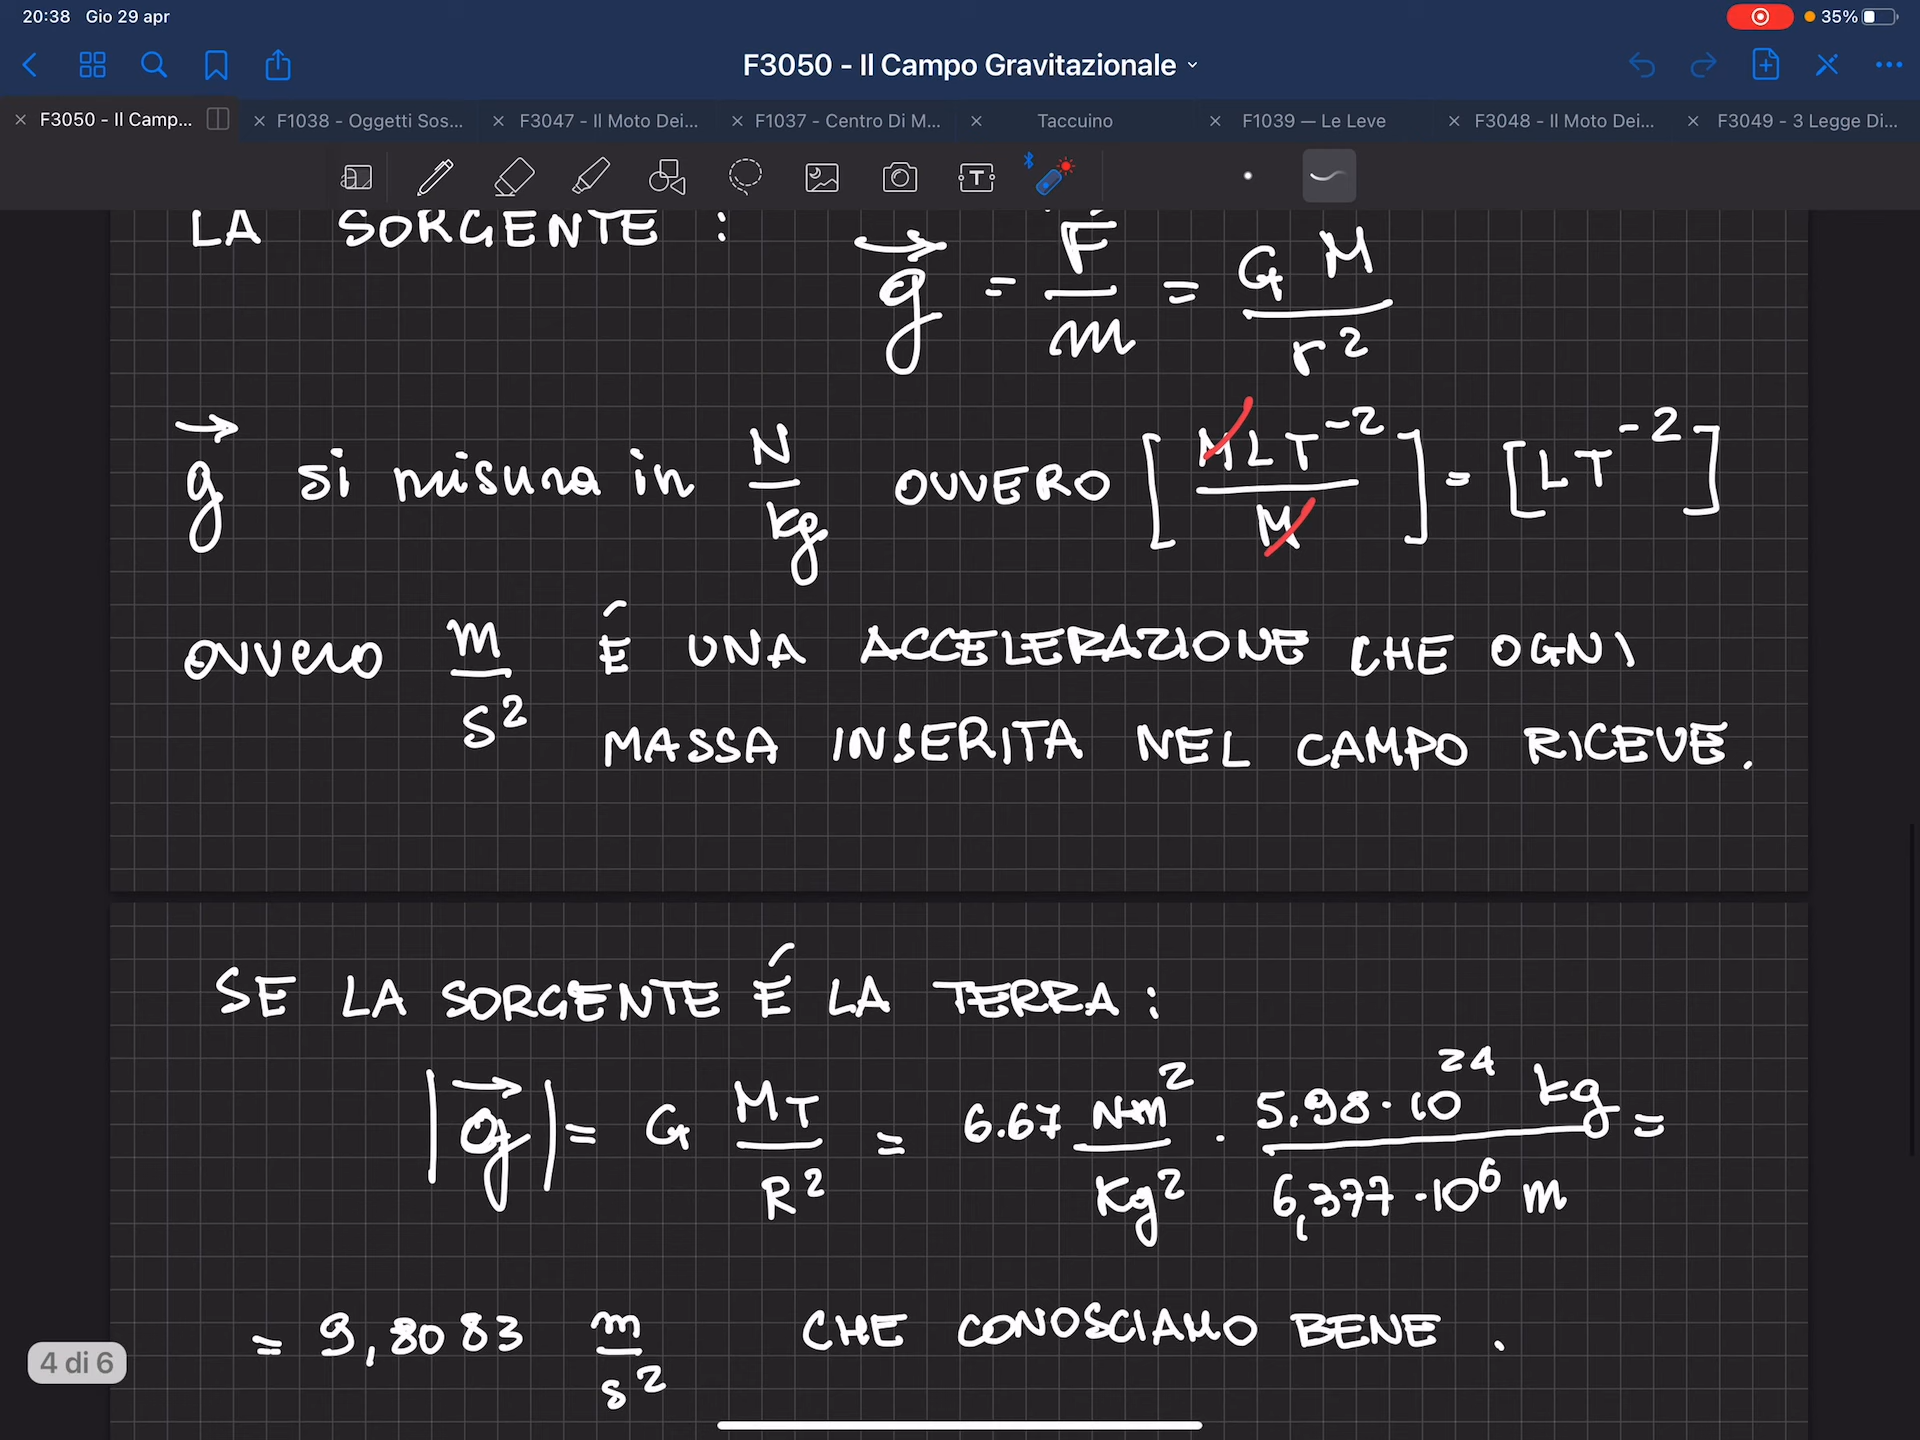 20:38 Gio 29 apr 35%
F3050 - Il Campo Gravitazionale
F3050 - Il Camp... F1038 - Oggetti Sos... F3047 - Il Moto Dei... F1037 - Centro Di M... Taccuino F1039 — Le Leve F3048 - Il Moto Dei... F3049 - 3 Legge Di...
LA SORGENTE : g⃗ = F⃗/m = G M / r²
g⃗ si misura in N/kg OVVERO [MLT⁻²/M] = [LT⁻²]
ovvero m/s² É UNA ACCELERAZIONE CHE OGNI
MASSA INSERITA NEL CAMPO RICEVE.
SE LA SORGENTE É LA TERRA :
|g⃗| = G M_T/R² = 6.67 N·m²/Kg² · 5.98·10²⁴ kg / 6,377·10⁶ m =
= 9,8083 m/s² CHE CONOSCIAMO BENE .
4 di 6